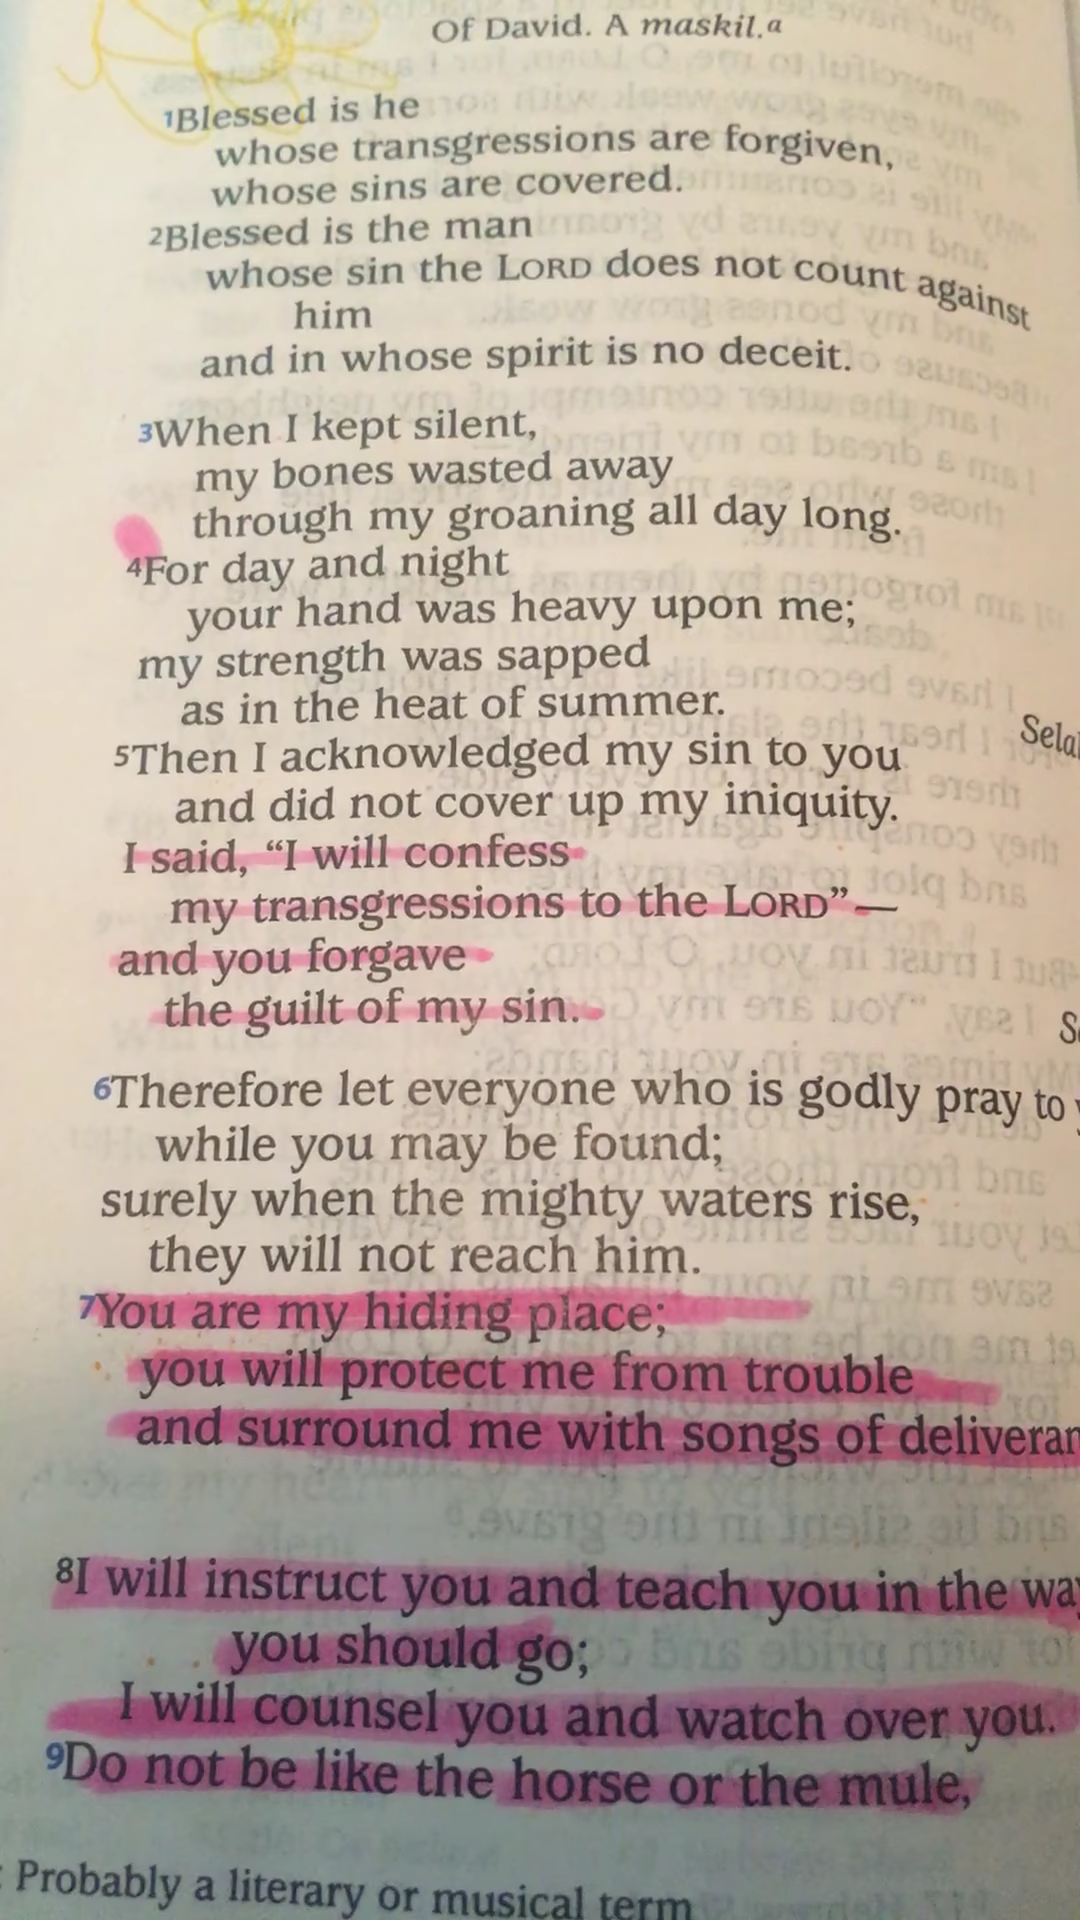 Of David. A maskil.a
1Blessed is he
whose transgressions are forgiven,
whose sins are covered.
2Blessed is the man
whose sin the LORD does not count against
him
and in whose spirit is no deceit.
3When I kept silent,
my bones wasted away
through my groaning all day long.
4For day and night
your hand was heavy upon me;
my strength was sapped
as in the heat of summer.
Selah
5Then I acknowledged my sin to you
and did not cover up my iniquity.
I said, “I will confess
my transgressions to the LORD”—
and you forgave
the guilt of my sin.
6Therefore let everyone who is godly pray to
while you may be found;
surely when the mighty waters rise,
they will not reach him.
7You are my hiding place;
you will protect me from trouble
and surround me with songs of
8I will instruct you and teach you in the way
you should go;
I will counsel you and watch over you.
9Do not be like the horse or the mule,
Probably a literary or musical term